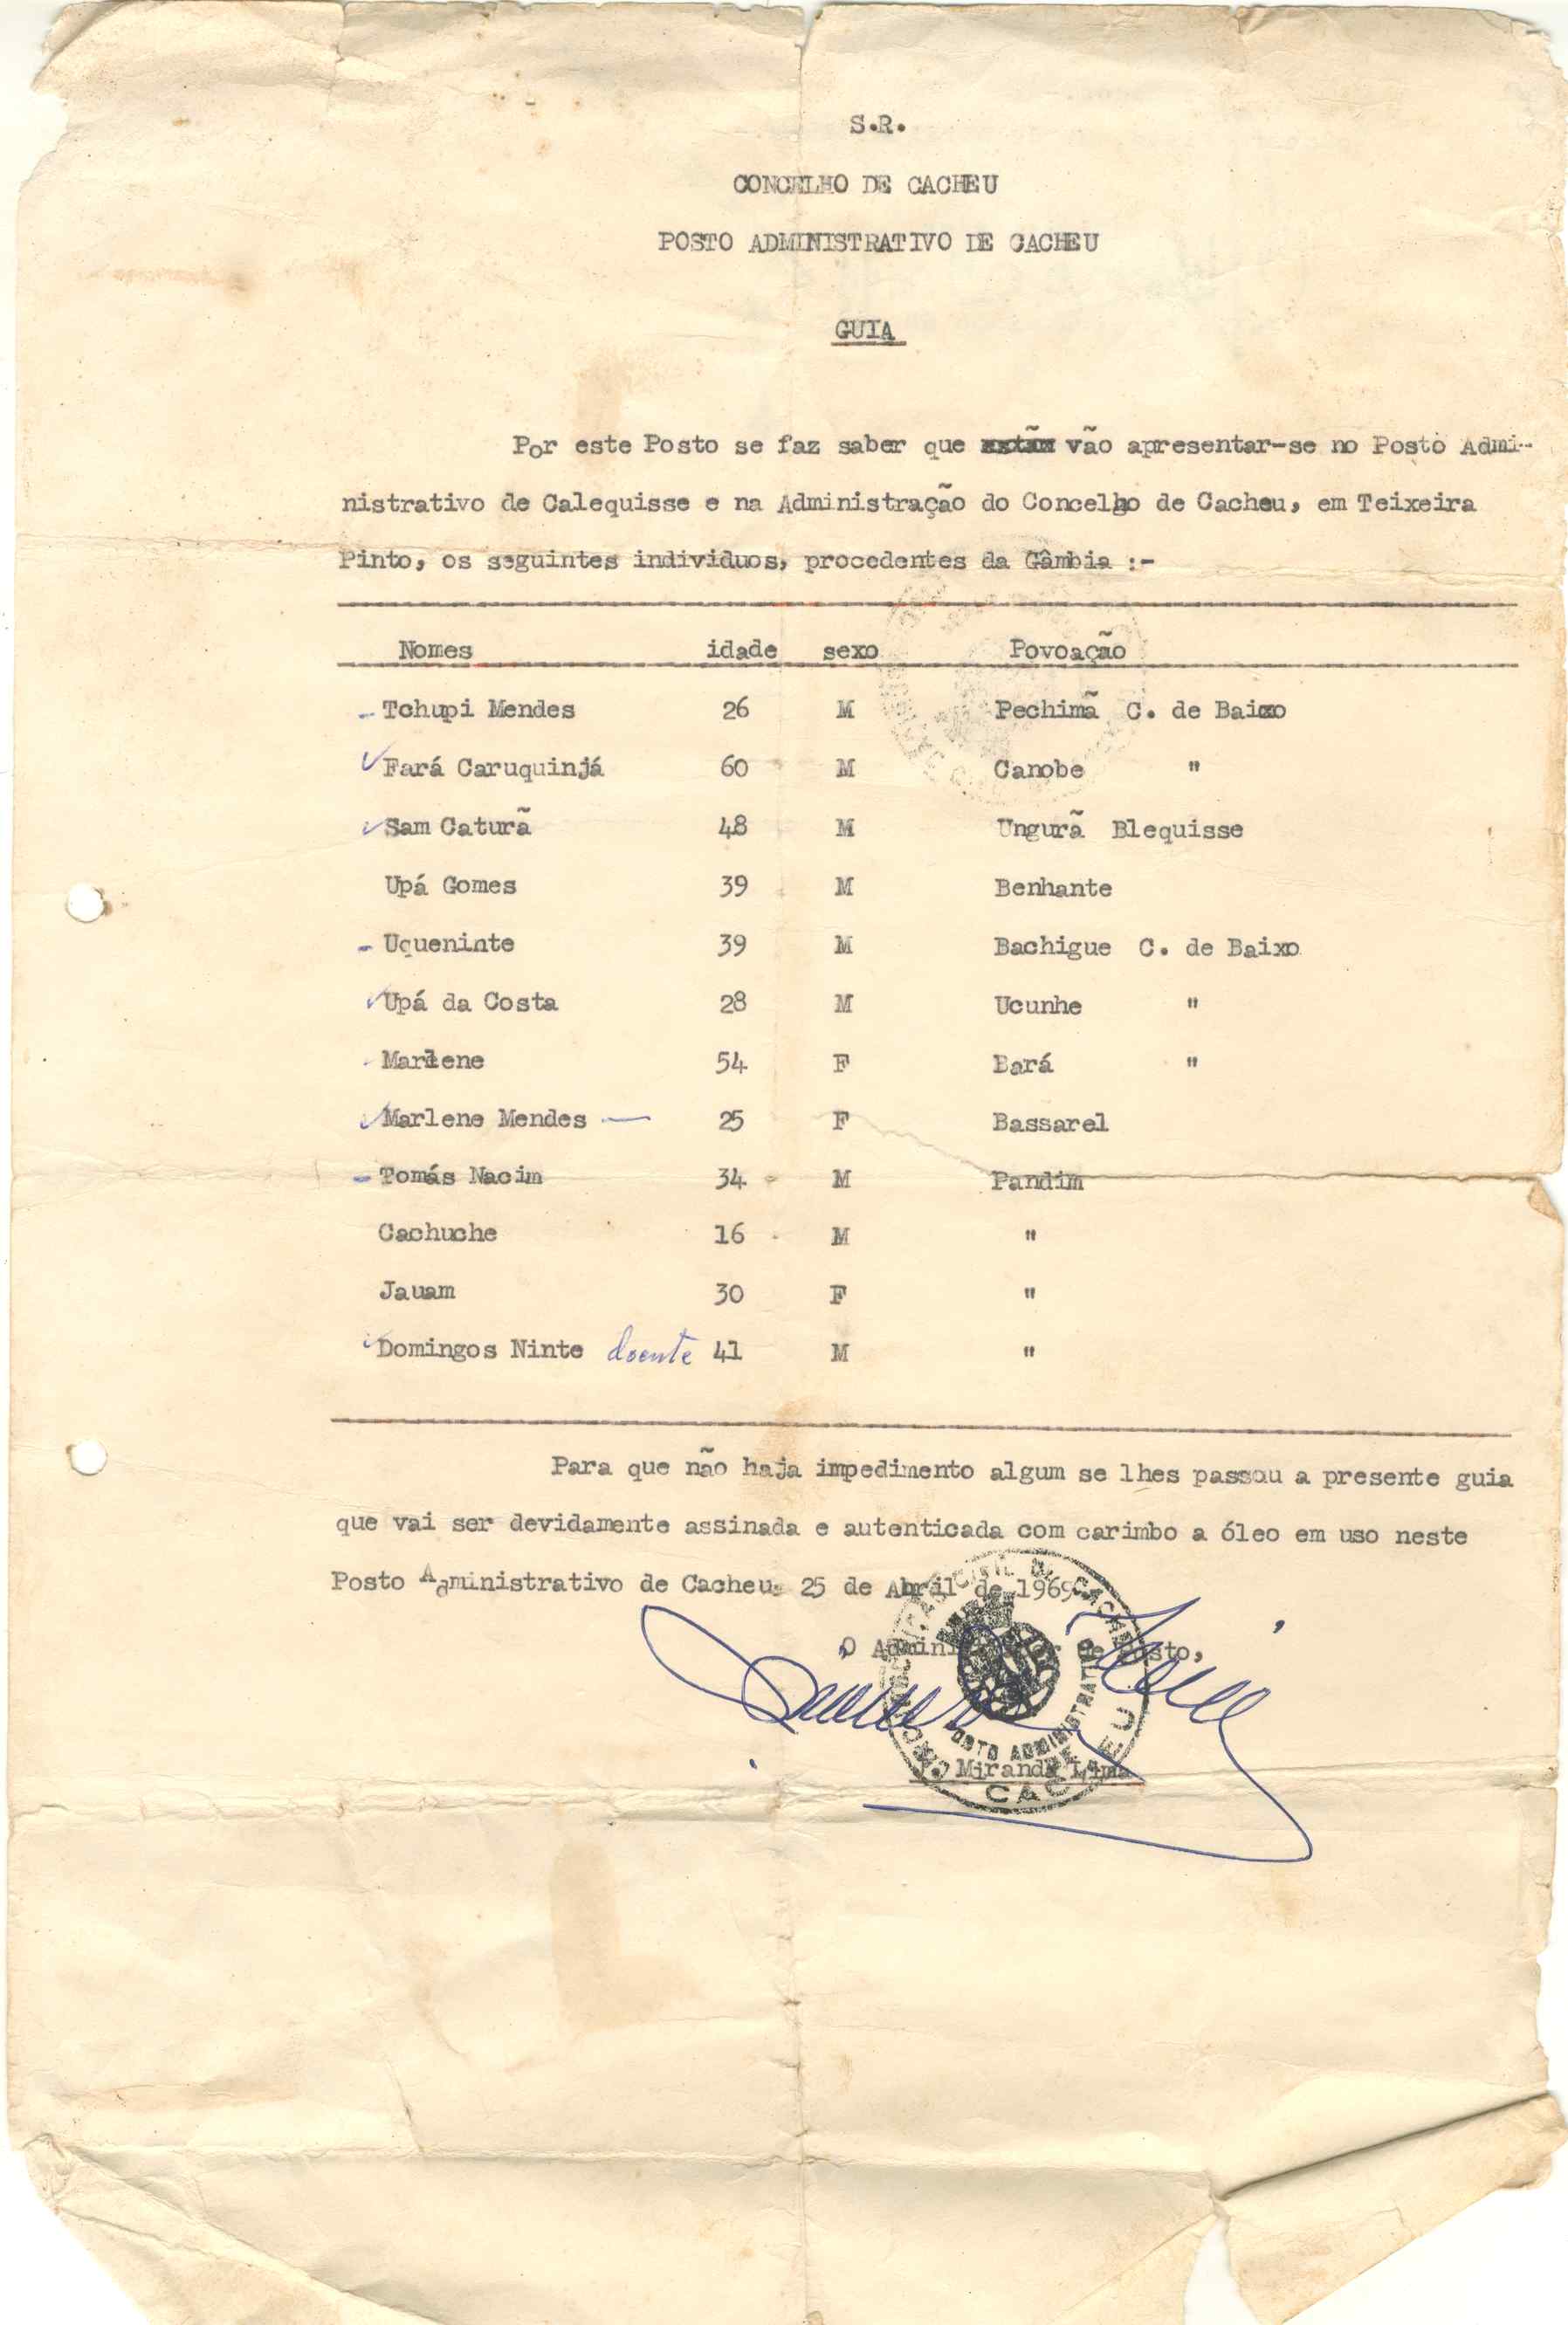 S.R.
CONCELHO DE CACHEU
POSTO ADMINISTRATIVO DE CACHEU
GUIA
Por este Posto se faz saber que vão apresentar-se no Posto Admi-
nistrativo de Calequisse e na Administração do Concelho de Cacheu, em Teixeira
Pinto, os seguintes individuos, procedentes da Gâmbia :-
Nomes idade sexo Povoação
- Tchupi Mendes 26 M Pechimã C. de Baixo
✓ Fará Caruquinjá 60 M Canobe "
✓ Sam Caturã 48 M Ungurã Blequisse
Upá Gomes 39 M Benhante
- Uqueninte 39 M Bachigue C. de Baixo
✓ Upá da Costa 28 M Ucunhe "
- Marlene 54 F Bará "
✓ Marlene Mendes — 25 F Bassarel
- Tomás Nacim 34 M Pandim
Cachuche 16 M "
Jauam 30 F "
✓ Domingos Ninte doente 41 M "
Para que não haja impedimento algum se lhes passou a presente guia
que vai ser devidamente assinada e autenticada com carimbo a óleo em uso neste
Posto Administrativo de Cacheu, 25 de Abril de 1969
O Administrador de Posto,
Miranda Lima
POSTO ADMINISTRATIVO
CACHEU